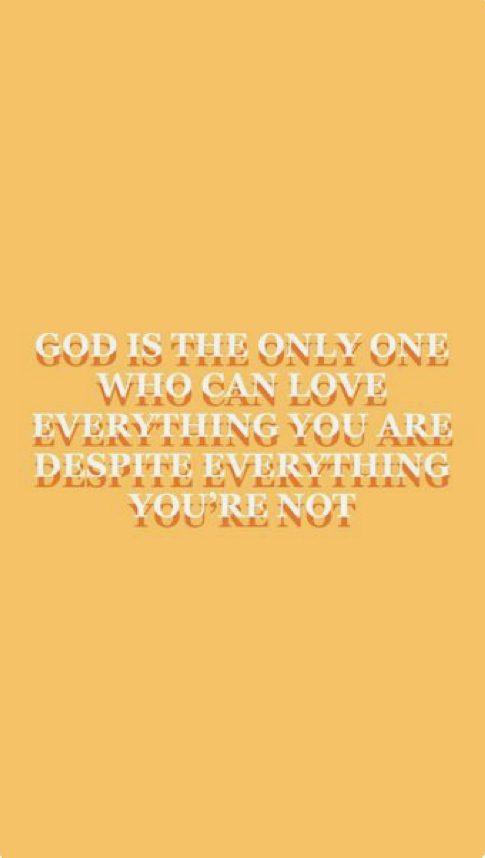 GOD IS THE ONLY ONE
WHO CAN LOVE
EVERYTHING YOU ARE
DESPITE EVERYTHING
YOU'RE NOT